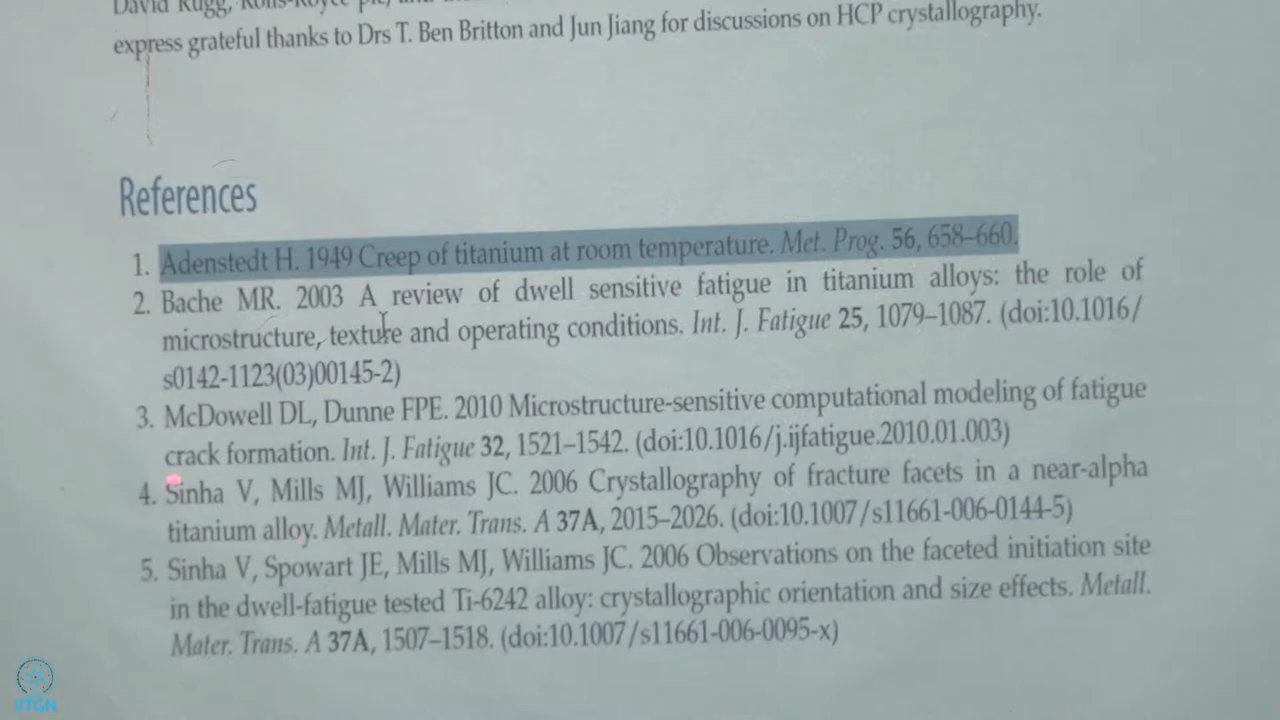 David Rugg, Rolls-Royce plc, and
express grateful thanks to Drs T. Ben Britton and Jun Jiang for discussions on HCP crystallography.
References
1. Adenstedt H. 1949 Creep of titanium at room temperature. Met. Prog. 56, 658–660.
2. Bache MR. 2003 A review of dwell sensitive fatigue in titanium alloys: the role of
microstructure, texture and operating conditions. Int. J. Fatigue 25, 1079–1087. (doi:10.1016/
s0142-1123(03)00145-2)
3. McDowell DL, Dunne FPE. 2010 Microstructure-sensitive computational modeling of fatigue
crack formation. Int. J. Fatigue 32, 1521–1542. (doi:10.1016/j.ijfatigue.2010.01.003)
4. Sinha V, Mills MJ, Williams JC. 2006 Crystallography of fracture facets in a near-alpha
titanium alloy. Metall. Mater. Trans. A 37A, 2015–2026. (doi:10.1007/s11661-006-0144-5)
5. Sinha V, Spowart JE, Mills MJ, Williams JC. 2006 Observations on the faceted initiation site
in the dwell-fatigue tested Ti-6242 alloy: crystallographic orientation and size effects. Metall.
Mater. Trans. A 37A, 1507–1518. (doi:10.1007/s11661-006-0095-x)
IITGN